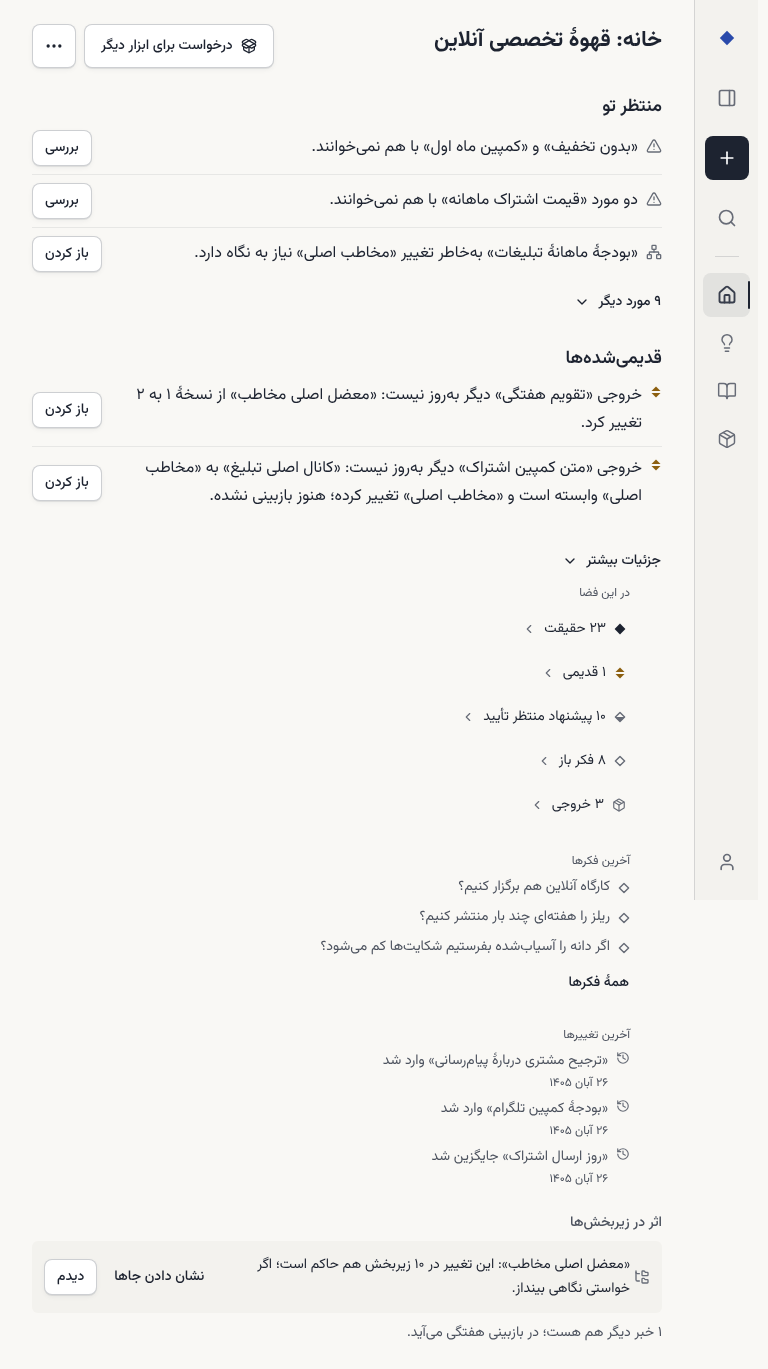 خانه: قهوهٔ تخصصی آنلاین
درخواست برای ابزار دیگر
منتظر تو
«بدون تخفیف» و «کمپین ماه اول» با هم نمی‌خوانند.
بررسی
دو مورد «قیمت اشتراک ماهانه» با هم نمی‌خوانند.
بررسی
«بودجهٔ ماهانهٔ تبلیغات» به‌خاطر تغییر «مخاطب اصلی» نیاز به نگاه دارد.
باز کردن
۹ مورد دیگر
قدیمی‌شده‌ها
خروجی «تقویم هفتگی» دیگر به‌روز نیست: «معضل اصلی مخاطب» از نسخهٔ ۱ به ۲
تغییر کرد.
باز کردن
خروجی «متن کمپین اشتراک» دیگر به‌روز نیست: «کانال اصلی تبلیغ» به «مخاطب
اصلی» وابسته است و «مخاطب اصلی» تغییر کرده؛ هنوز بازبینی نشده.
باز کردن
جزئیات بیشتر
در این فضا
۲۳ حقیقت
۱ قدیمی
۱۰ پیشنهاد منتظر تأیید
۸ فکر باز
۳ خروجی
آخرین فکرها
کارگاه آنلاین هم برگزار کنیم؟
ریلز را هفته‌ای چند بار منتشر کنیم؟
اگر دانه را آسیاب‌شده بفرستیم شکایت‌ها کم می‌شود؟
همهٔ فکرها
آخرین تغییرها
«ترجیح مشتری دربارهٔ پیام‌رسانی» وارد شد
۲۶ آبان ۱۴۰۵
«بودجهٔ کمپین تلگرام» وارد شد
۲۶ آبان ۱۴۰۵
«روز ارسال اشتراک» جایگزین شد
۲۶ آبان ۱۴۰۵
اثر در زیربخش‌ها
«معضل اصلی مخاطب»: این تغییر در ۱۰ زیربخش هم حاکم است؛ اگر
خواستی نگاهی بینداز.
نشان دادن جاها
دیدم
۱ خبر دیگر هم هست؛ در بازبینی هفتگی می‌آید.